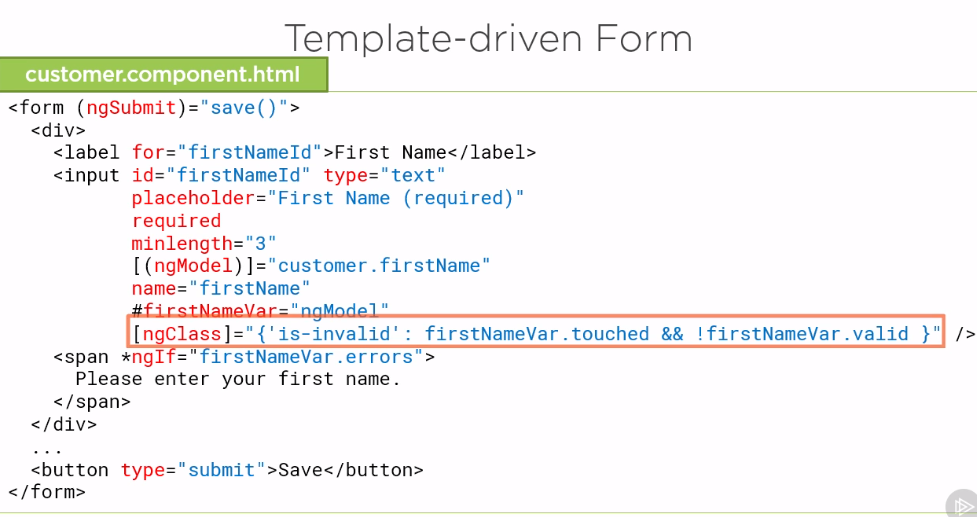 Template-driven Form
customer.component.html
<form (ngSubmit)="save()">
<div>
<label for="firstNameId">First Name</label>
<input id="firstNameId" type="text"
placeholder="First Name (required)"
required
minlength="3"
[(ngModel)]="customer.firstName"
name="firstName"
#firstNameVar="ngModel"
[ngClass]="{'is-invalid': firstNameVar.touched && !firstNameVar.valid }" />
<span *ngIf="firstNameVar.errors">
Please enter your first name.
</span>
</div>
...
<button type="submit">Save</button>
</form>